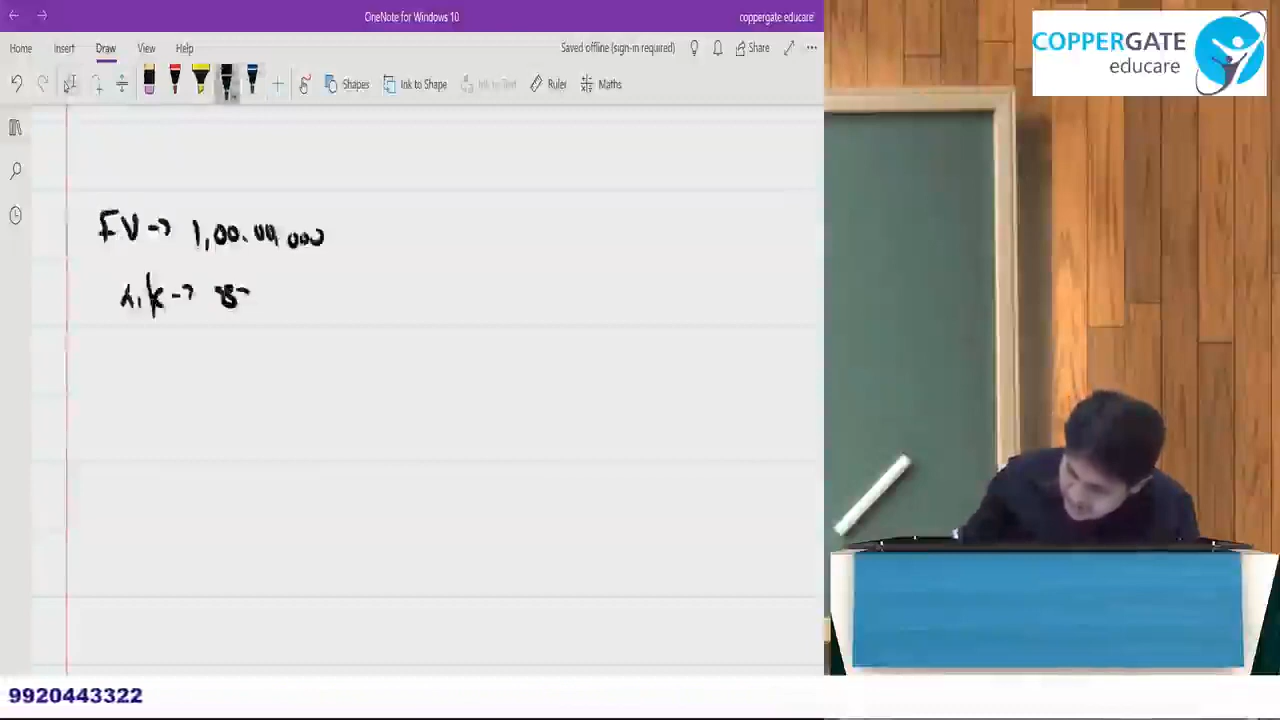 OneNote for Windows 10
coppergate educare
Home Insert Draw View Help
Saved offline (sign-in required) Share
Shapes Ink to Shape Ink to Text Ruler Maths
COPPERGATE
educare
FV → 1,00,00,000
9920443322